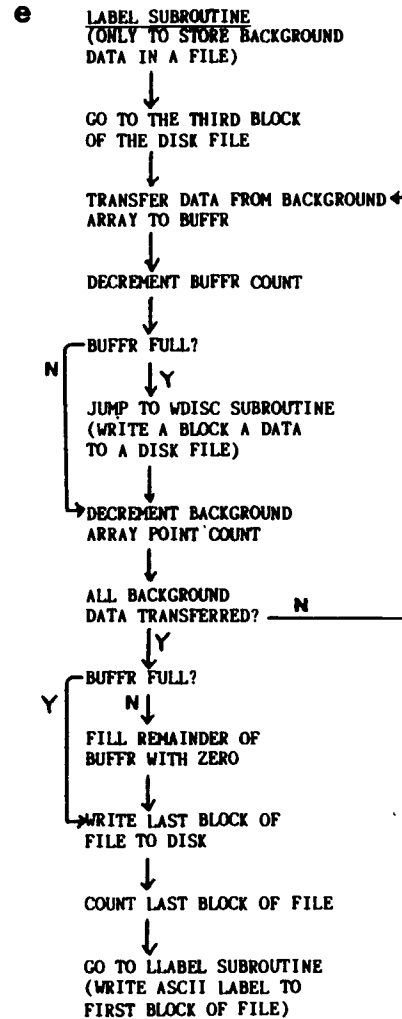 e
LABEL SUBROUTINE
(ONLY TO STORE BACKGROUND
DATA IN A FILE)
GO TO THE THIRD BLOCK
OF THE DISK FILE
TRANSFER DATA FROM BACKGROUND
ARRAY TO BUFFR
DECREMENT BUFFR COUNT
BUFFR FULL?
N
Y
JUMP TO WDISC SUBROUTINE
(WRITE A BLOCK A DATA
TO A DISK FILE)
DECREMENT BACKGROUND
ARRAY POINT COUNT
ALL BACKGROUND
DATA TRANSFERRED?
N
Y
BUFFR FULL?
Y
N
FILL REMAINDER OF
BUFFR WITH ZERO
WRITE LAST BLOCK OF
FILE TO DISK
COUNT LAST BLOCK OF FILE
GO TO LLABEL SUBROUTINE
(WRITE ASCII LABEL TO
FIRST BLOCK OF FILE)